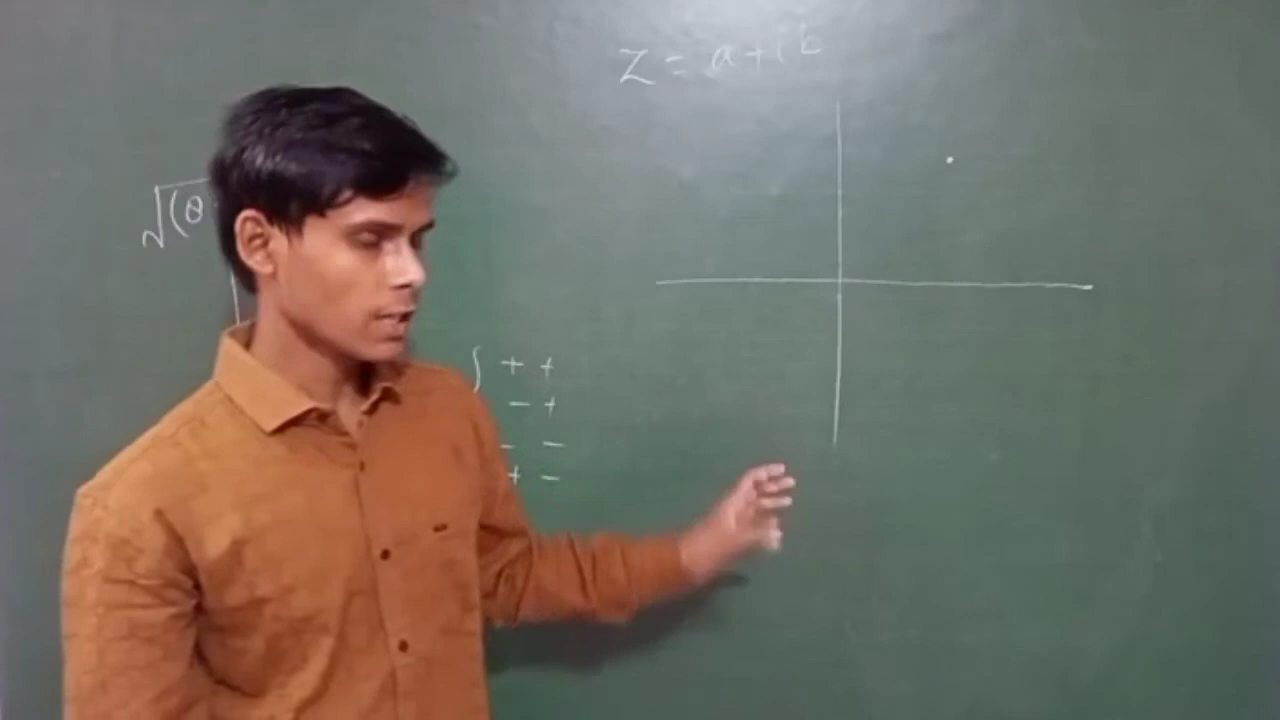 Z = a + ib
√(θ
∫ + +
− +
− −
+ −